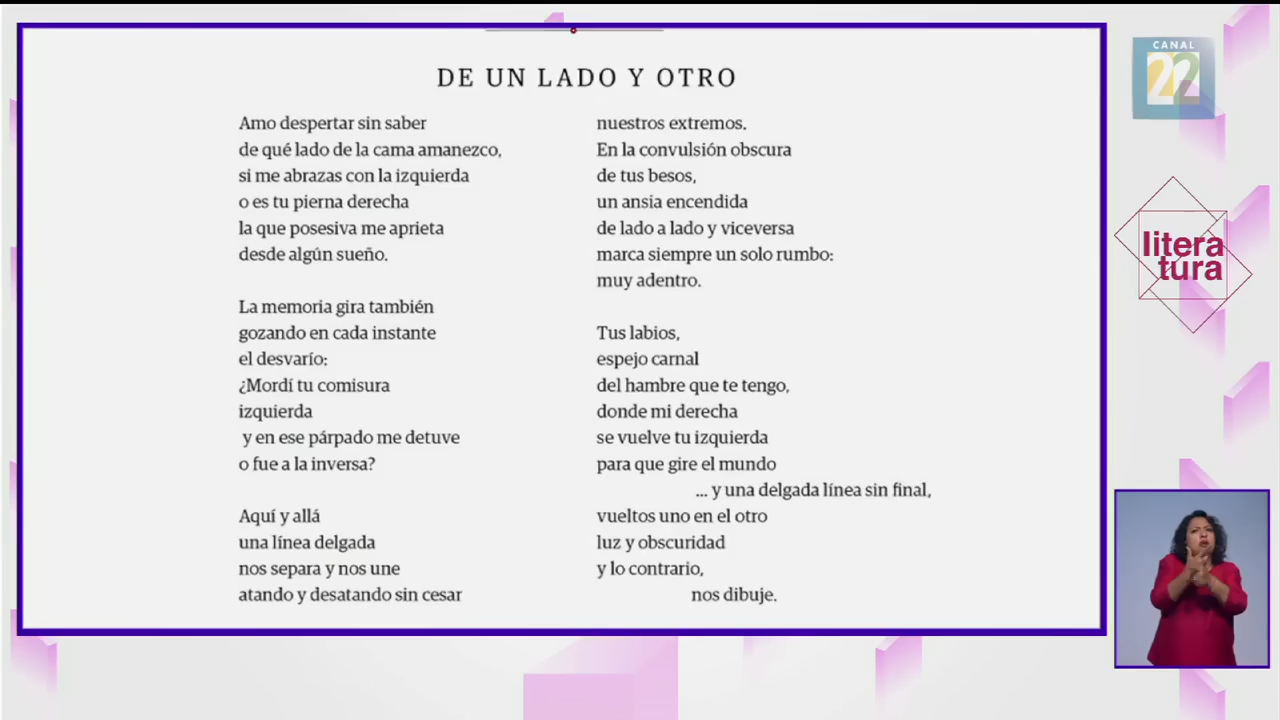 DE UN LADO Y OTRO
Amo despertar sin saber
de qué lado de la cama amanezco,
si me abrazas con la izquierda
o es tu pierna derecha
la que posesiva me aprieta
desde algún sueño.
La memoria gira también
gozando en cada instante
el desvarío:
¿Mordí tu comisura
izquierda
y en ese párpado me detuve
o fue a la inversa?
Aquí y allá
una línea delgada
nos separa y nos une
atando y desatando sin cesar
nuestros extremos.
En la convulsión obscura
de tus besos,
un ansia encendida
de lado a lado y viceversa
marca siempre un solo rumbo:
muy adentro.
Tus labios,
espejo carnal
del hambre que te tengo,
donde mi derecha
se vuelve tu izquierda
para que gire el mundo
... y una delgada línea sin final,
vueltos uno en el otro
luz y obscuridad
y lo contrario,
nos dibuje.
CANAL
22
litera
tura